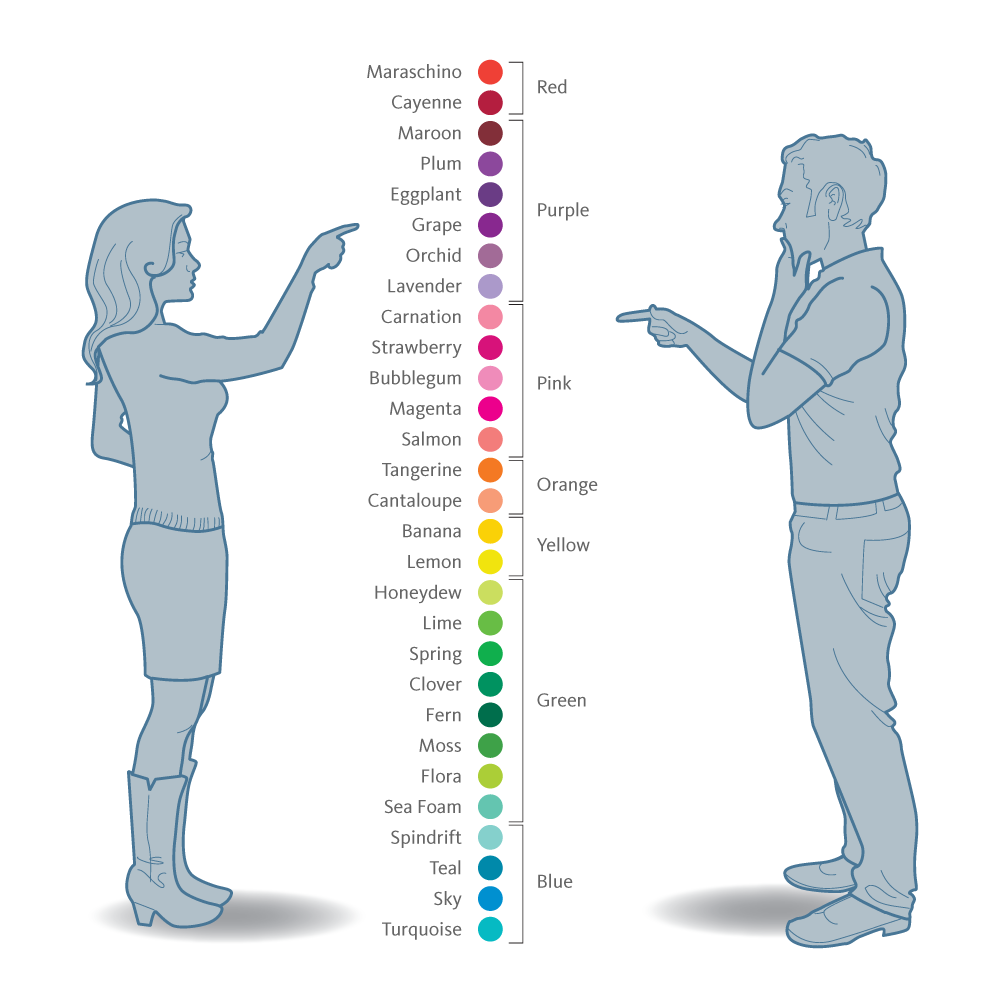 Maraschino
Cayenne
Red
Maroon
Plum
Eggplant
Grape
Orchid
Lavender
Purple
Carnation
Strawberry
Bubblegum
Magenta
Salmon
Pink
Tangerine
Cantaloupe
Orange
Banana
Lemon
Yellow
Honeydew
Lime
Spring
Clover
Fern
Moss
Flora
Sea Foam
Green
Spindrift
Teal
Sky
Turquoise
Blue